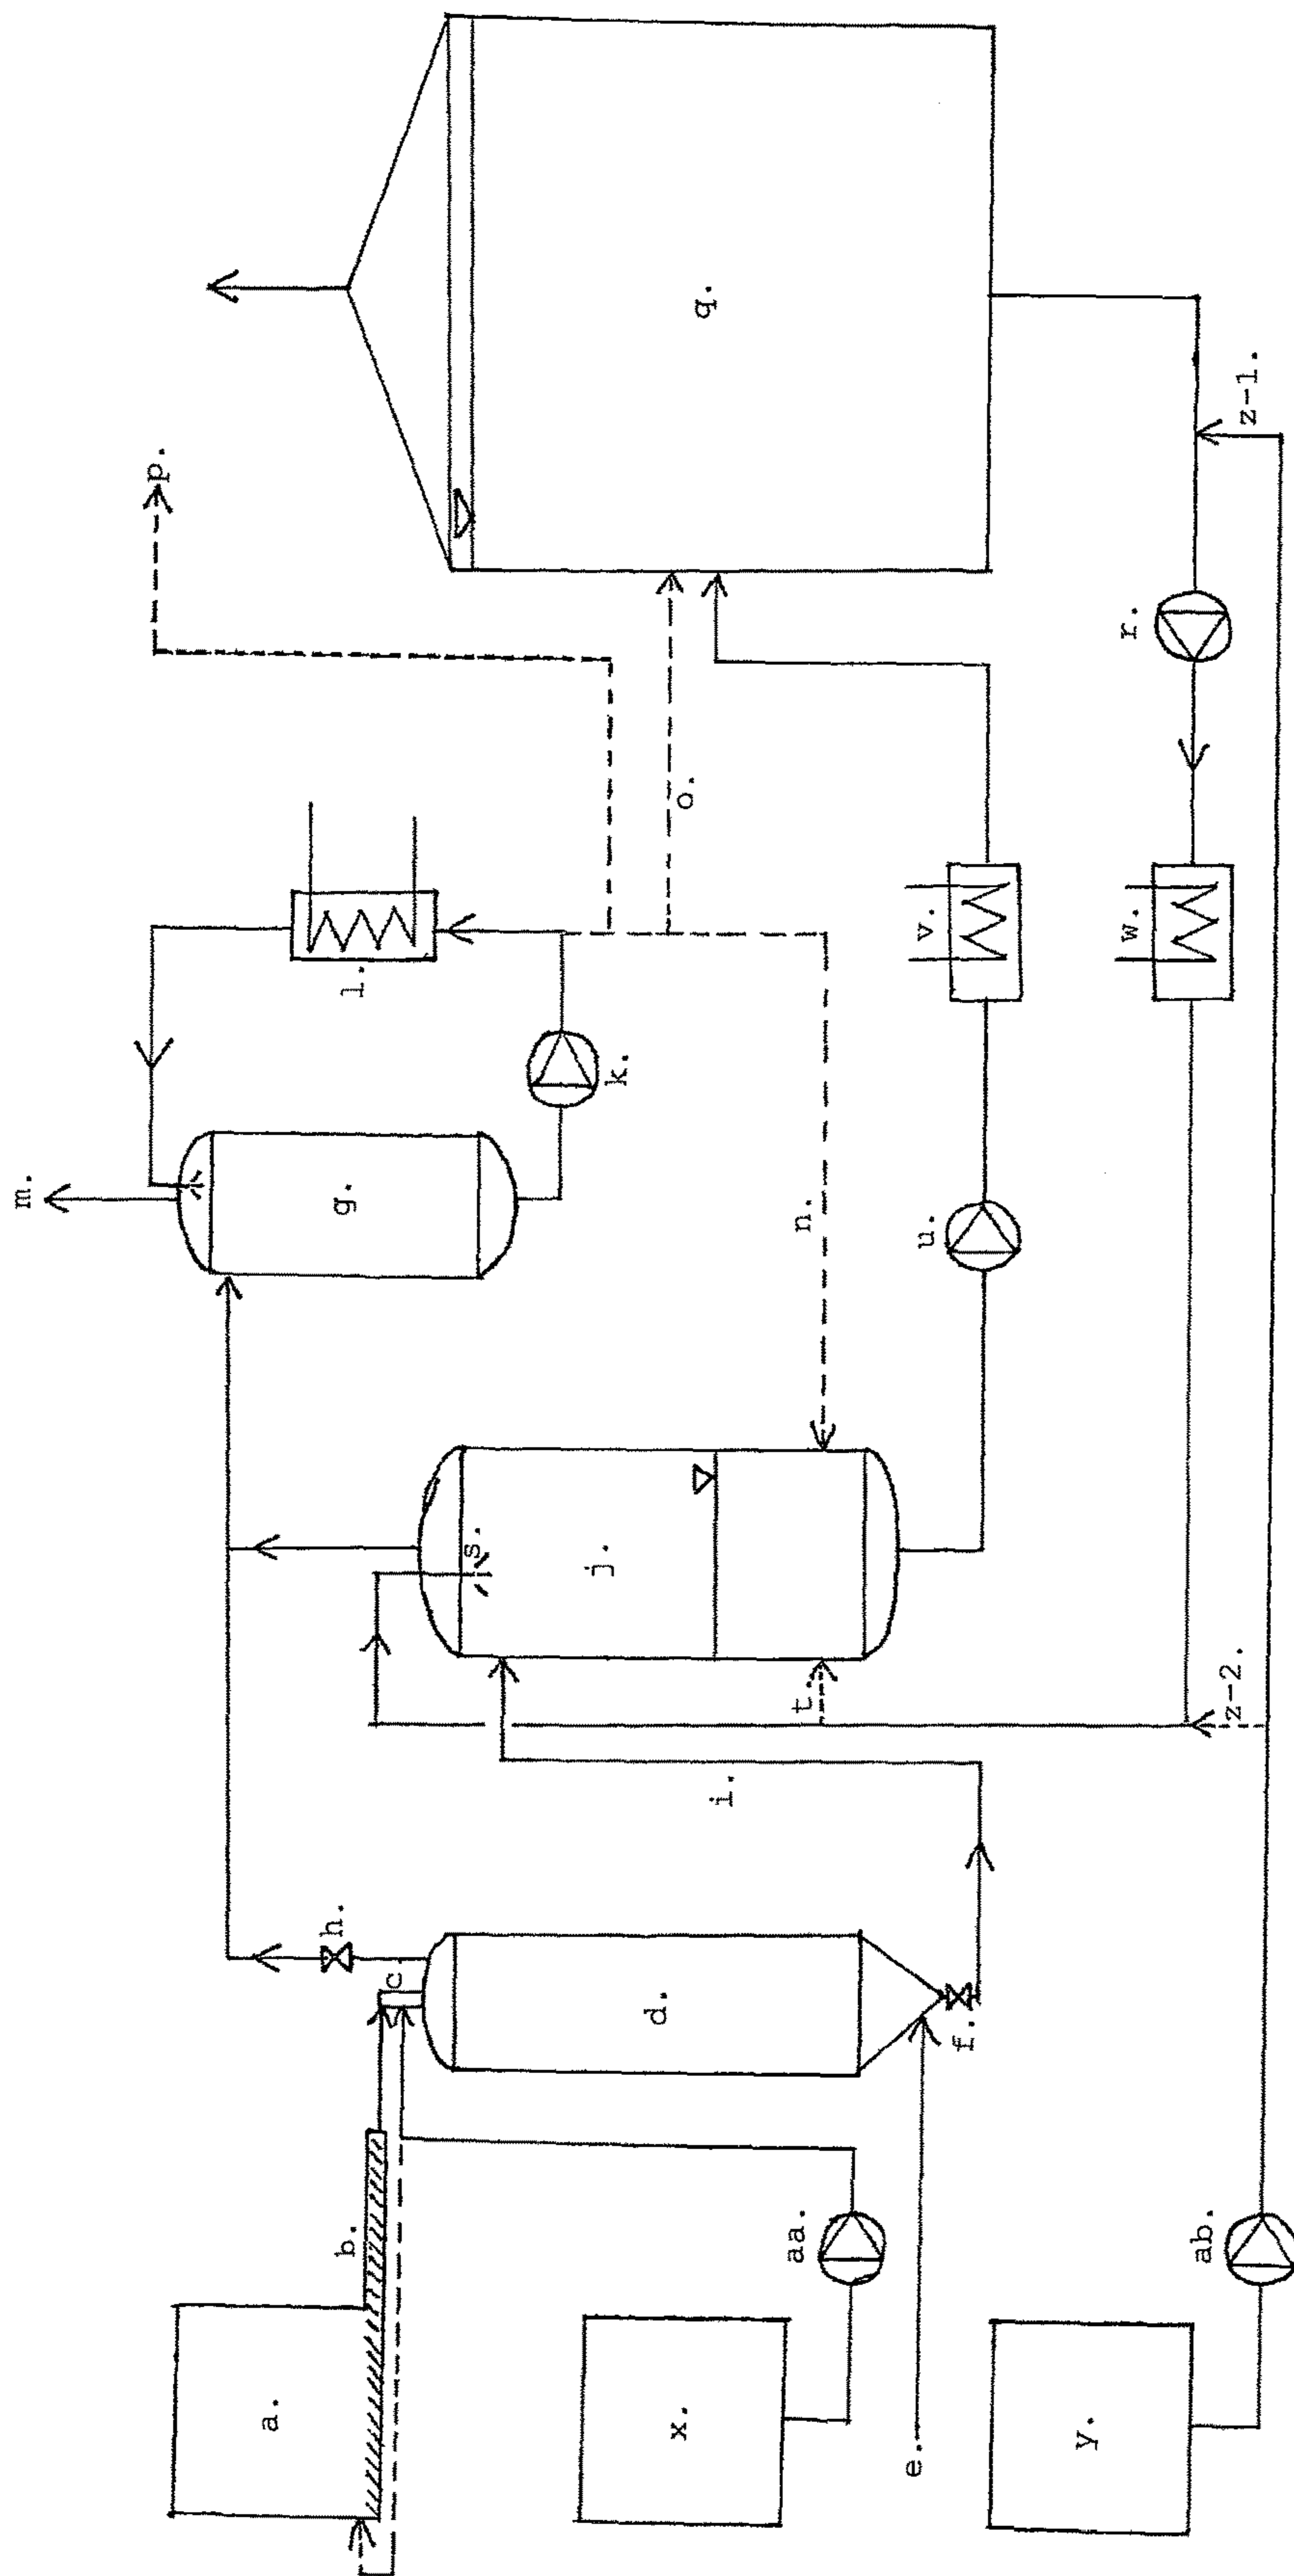 m.
p.
a.
b.
h.
g.
l.
c
s.
d.
j.
k.
x.
i.
o.
q.
aa.
t.
n.
e.
f.
u.
v.
y.
w.
r.
ab.
z-2.
z-1.